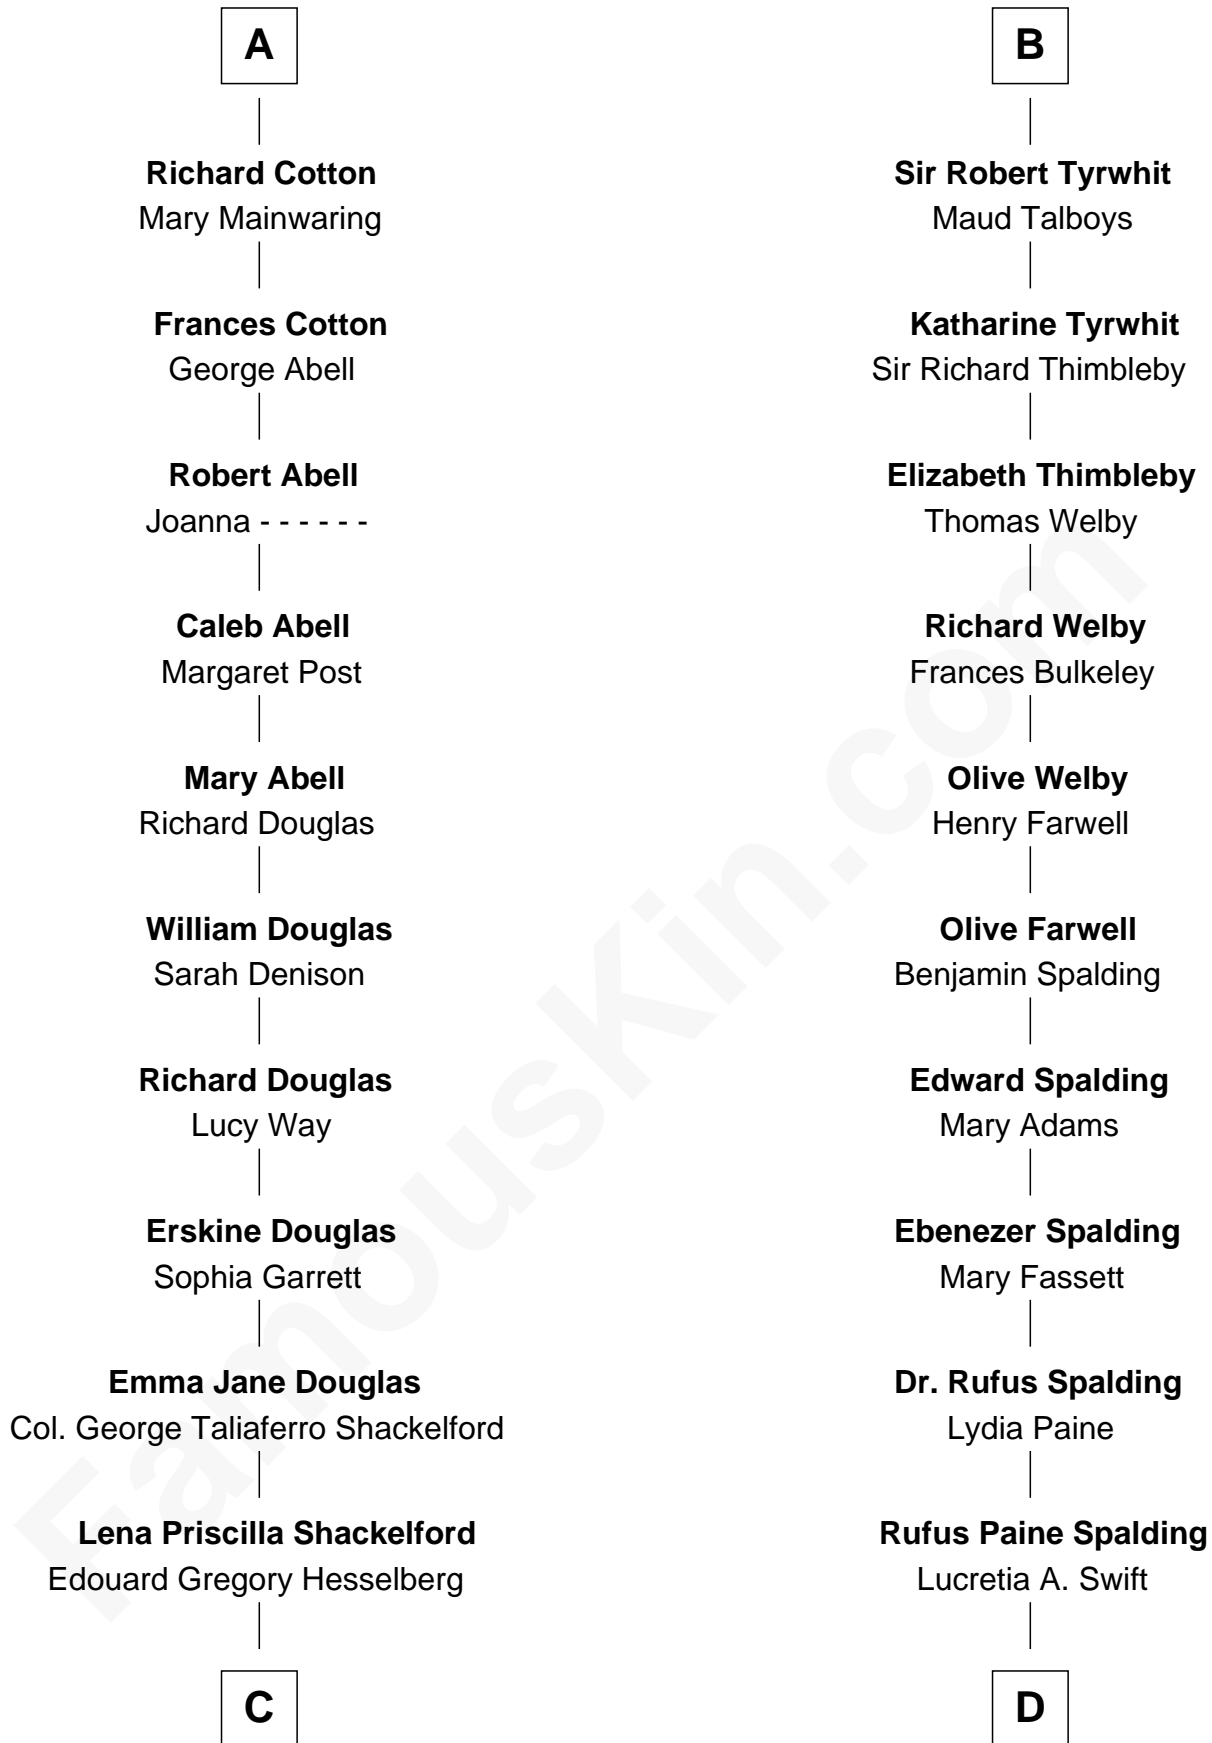 A
Richard Cotton
Mary Mainwaring
Frances Cotton
George Abell
Robert Abell
Joanna - - - - - -
Caleb Abell
Margaret Post
Mary Abell
Richard Douglas
William Douglas
Sarah Denison
Richard Douglas
Lucy Way
Erskine Douglas
Sophia Garrett
Emma Jane Douglas
Col. George Taliaferro Shackelford
Lena Priscilla Shackelford
Edouard Gregory Hesselberg
C
B
Sir Robert Tyrwhit
Maud Talboys
Katharine Tyrwhit
Sir Richard Thimbleby
Elizabeth Thimbleby
Thomas Welby
Richard Welby
Frances Bulkeley
Olive Welby
Henry Farwell
Olive Farwell
Benjamin Spalding
Edward Spalding
Mary Adams
Ebenezer Spalding
Mary Fassett
Dr. Rufus Spalding
Lydia Paine
Rufus Paine Spalding
Lucretia A. Swift
D
FamousKin.com